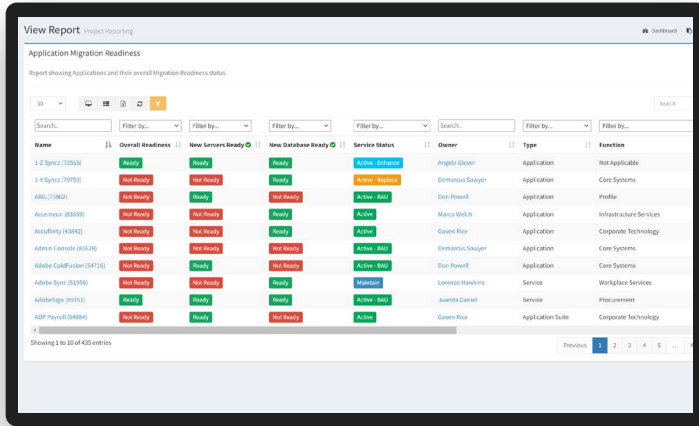 View Report Project Reporting Dashboard
Application Migration Readiness
Report showing Applications and their overall Migration Readiness status.
10 Search
Search.. Filter by... Filter by... Filter by... Filter by... Search.. Filter by... Filter by...
Name Overall Readiness New Servers Ready New Database Ready Service Status Owner Type Function
1-Z Syncz (72516) Ready Ready Ready Active - Enhance Angela Glover Application Not Applicable
3-X Syncz (79793) Not Ready Not Ready Ready Active - Replace Demarcus Sawyer Application Core Systems
ARG (73862) Not Ready Ready Not Ready Active - BAU Don Powell Application Profile
Accenteur (83659) Not Ready Not Ready Ready Active Marco Welch Application Infrastructure Services
Accufinity (43842) Not Ready Not Ready Ready Active Gaven Rice Application Corporate Technology
Admin Console (81628) Not Ready Not Ready Not Ready Active - BAU Demarcus Sawyer Application Core Systems
Adobe ColdFusion (54716) Not Ready Ready Not Ready Active - BAU Don Powell Application Core Systems
Adobe Sync (51956) Not Ready Not Ready Ready Maintain Lorenzo Hawkins Service Workplace Services
AdobeSign Ready Ready Ready Active - BAU Juanita Daniel Service Procurement
ADP Payroll (64884) Not Ready Ready Not Ready Active Gaven Rice Application Suite Corporate Technology
Showing 1 to 10 of 435 entries Previous 1 2 3 4 5 ...